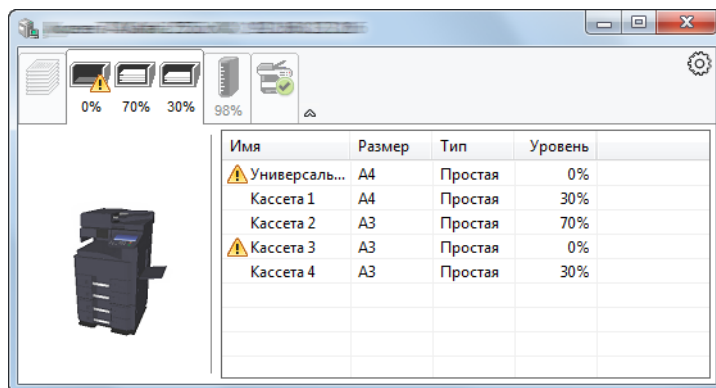 0% 70% 30% 98%
Имя Размер Тип Уровень
Универсаль... A4 Простая 0%
Кассета 1 A4 Простая 30%
Кассета 2 A3 Простая 70%
Кассета 3 A3 Простая 0%
Кассета 4 A3 Простая 30%